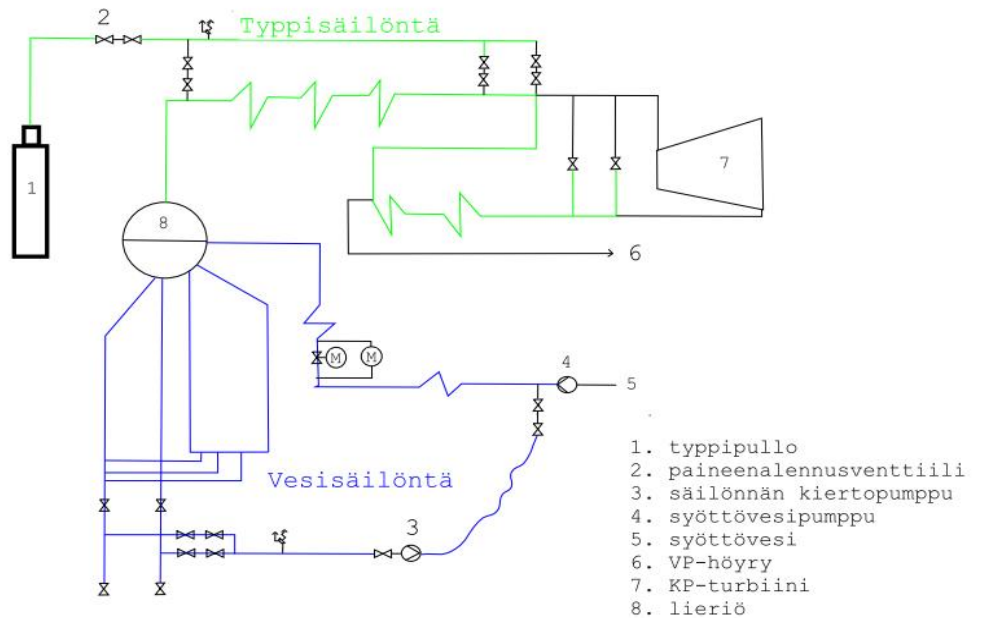 2
Typpisäilöntä
1
7
8
6
M
M
4
5
Vesisäilöntä
3
1. typpipullo
2. paineenalennusventtiili
3. säilönnän kiertopumppu
4. syöttövesipumppu
5. syöttövesi
6. VP-höyry
7. KP-turbiini
8. lieriö